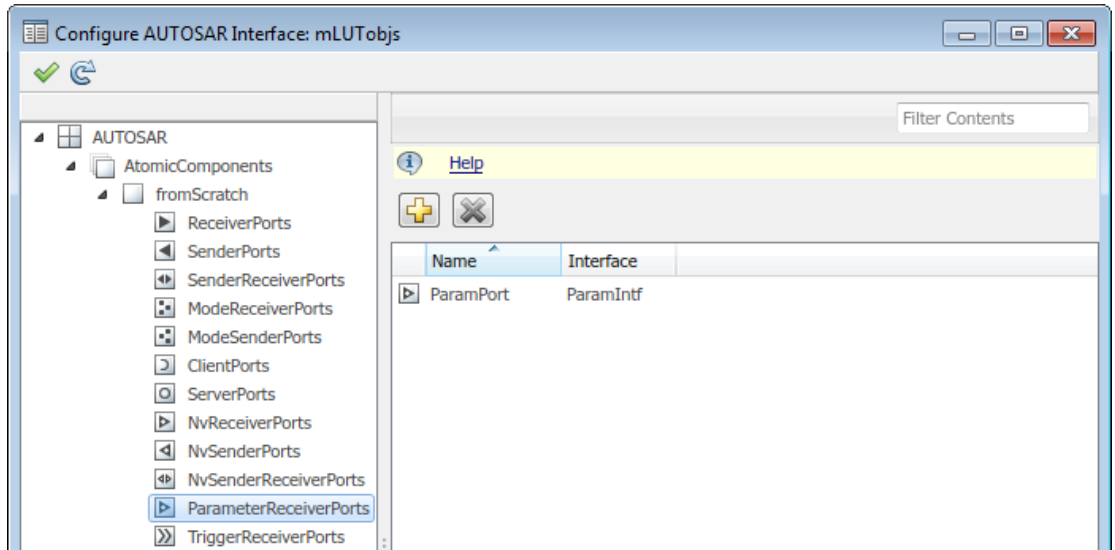 Configure AUTOSAR Interface: mLUTobjs
Filter Contents
AUTOSAR
AtomicComponents
fromScratch
ReceiverPorts
SenderPorts
SenderReceiverPorts
ModeReceiverPorts
ModeSenderPorts
ClientPorts
ServerPorts
NvReceiverPorts
NvSenderPorts
NvSenderReceiverPorts
ParameterReceiverPorts
TriggerReceiverPorts
Help
Name Interface
ParamPort ParamIntf